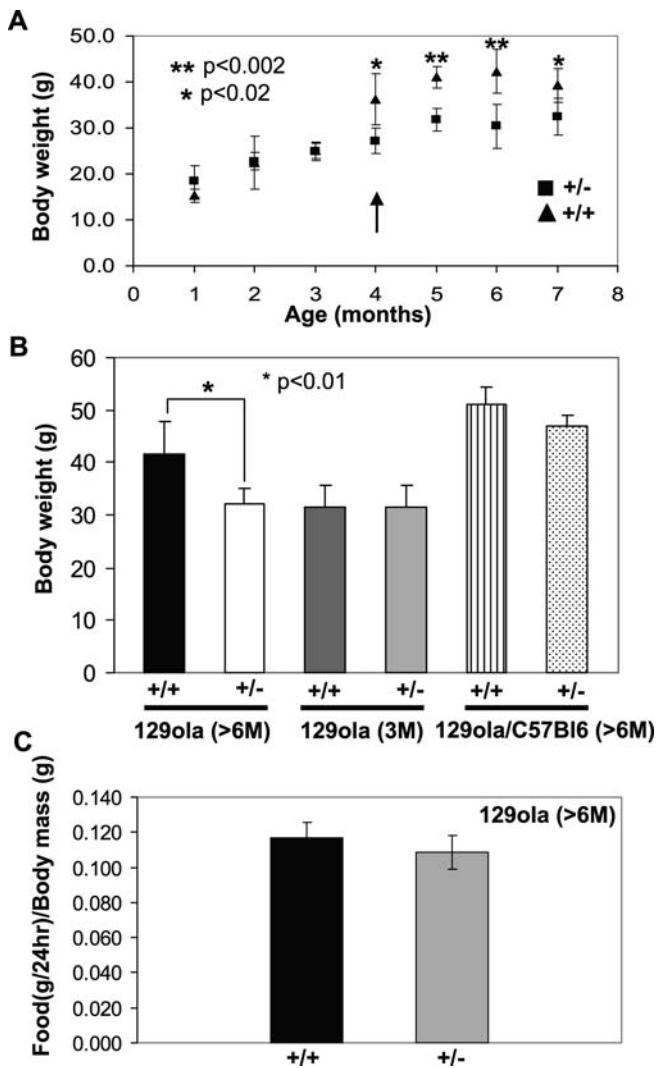 A
Body weight (g)
50.0
40.0
30.0
20.0
10.0
0.0
** p<0.002
* p<0.02
* ** ** *
■ +/-
▲ +/+
0 1 2 3 4 5 6 7 8
Age (months)
B
Body weight (g)
60
50
40
30
20
10
0
*
* p<0.01
+/+ +/- +/+ +/- +/+ +/-
129ola (>6M) 129ola (3M) 129ola/C57Bl6 (>6M)
C
Food(g/24hr)/Body mass (g)
0.140
0.120
0.100
0.080
0.060
0.040
0.020
0.000
129ola (>6M)
+/+ +/-